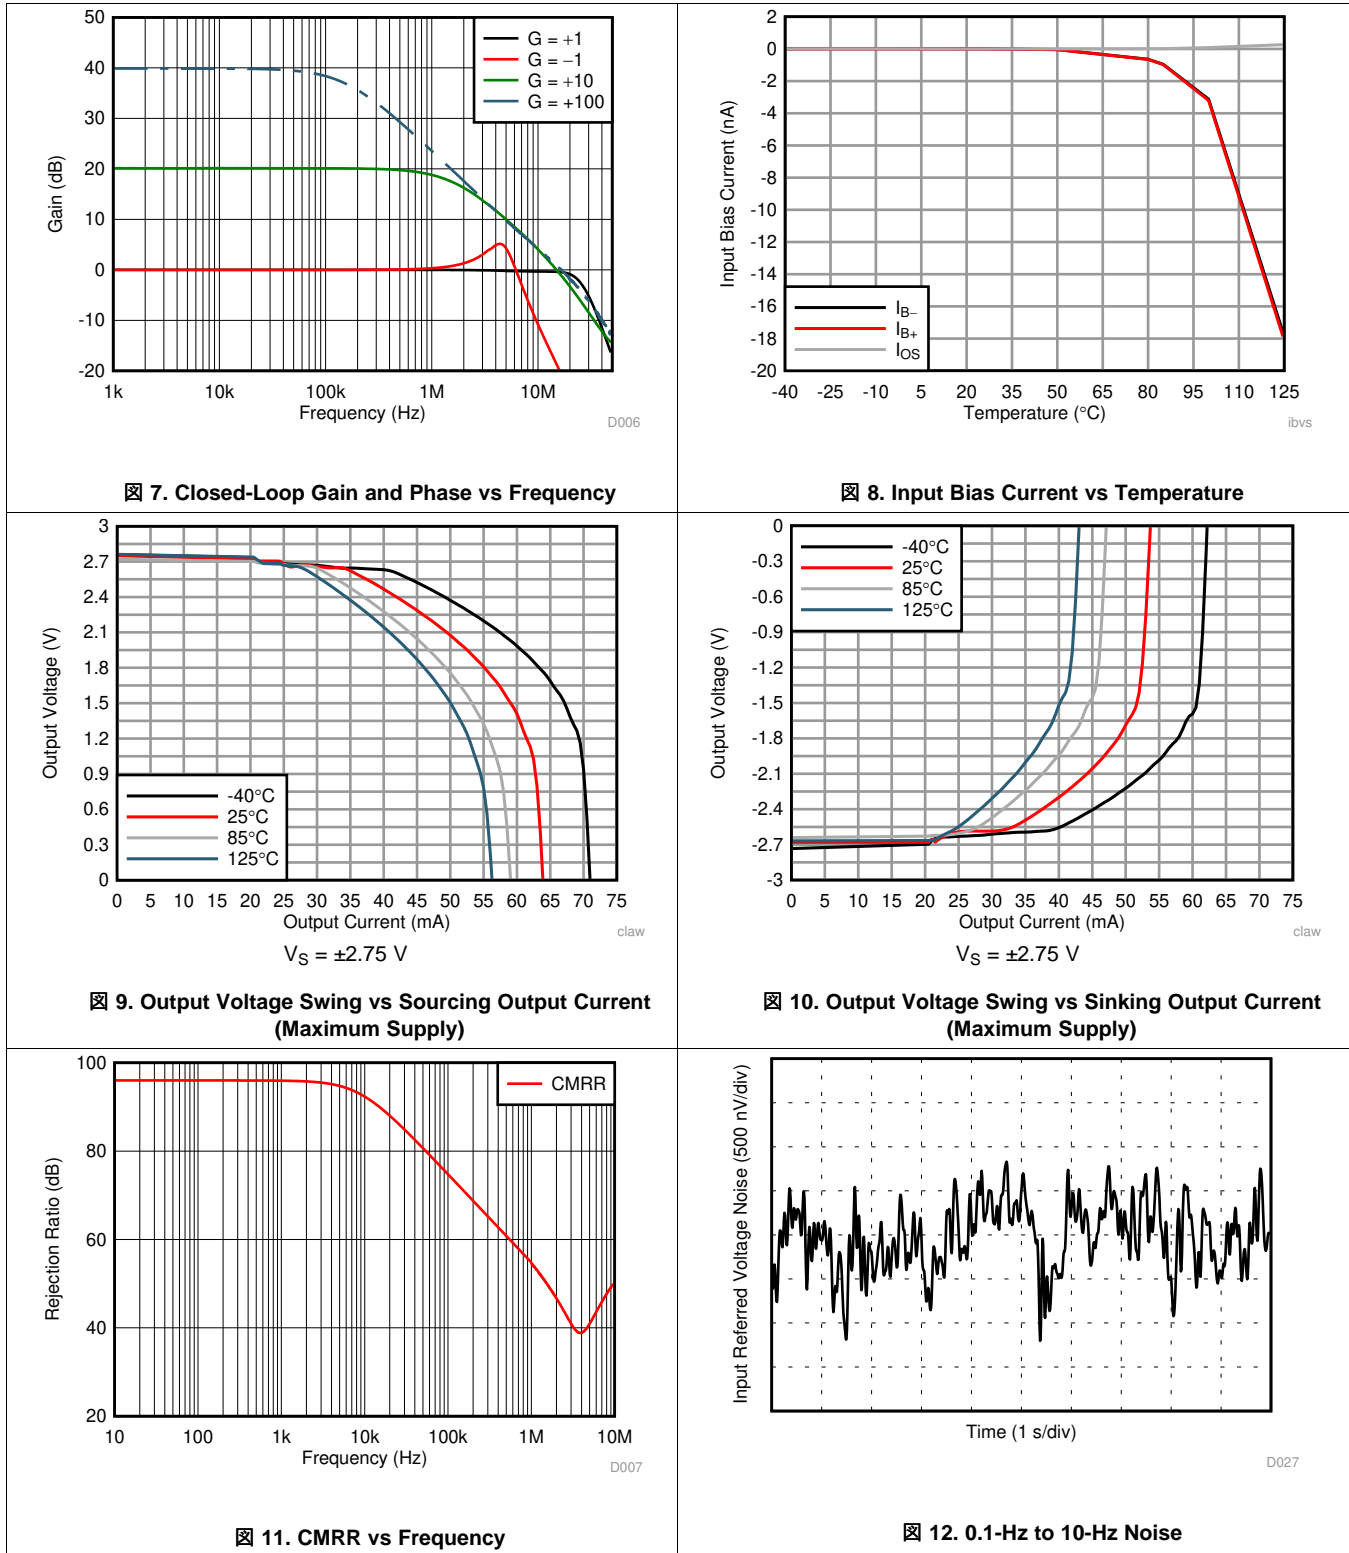 50
40
30
20
10
0
-10
-20
Gain (dB)
G = +1
G = −1
G = +10
G = +100
1k 10k 100k 1M 10M
Frequency (Hz)
D006
図 7. Closed-Loop Gain and Phase vs Frequency
2
0
-2
-4
-6
-8
-10
-12
-14
-16
-18
-20
Input Bias Current (nA)
IB−
IB+
IOS
-40 -25 -10 5 20 35 50 65 80 95 110 125
Temperature (°C)
ibvs
図 8. Input Bias Current vs Temperature
3
2.7
2.4
2.1
1.8
1.5
1.2
0.9
0.6
0.3
0
Output Voltage (V)
-40°C
25°C
85°C
125°C
0 5 10 15 20 25 30 35 40 45 50 55 60 65 70 75
Output Current (mA)
claw
VS = ±2.75 V
図 9. Output Voltage Swing vs Sourcing Output Current
(Maximum Supply)
0
-0.3
-0.6
-0.9
-1.2
-1.5
-1.8
-2.1
-2.4
-2.7
-3
Output Voltage (V)
-40°C
25°C
85°C
125°C
0 5 10 15 20 25 30 35 40 45 50 55 60 65 70 75
Output Current (mA)
claw
VS = ±2.75 V
図 10. Output Voltage Swing vs Sinking Output Current
(Maximum Supply)
100
80
60
40
20
Rejection Ratio (dB)
CMRR
10 100 1k 10k 100k 1M 10M
Frequency (Hz)
D007
図 11. CMRR vs Frequency
Input Referred Voltage Noise (500 nV/div)
Time (1 s/div)
D027
図 12. 0.1-Hz to 10-Hz Noise